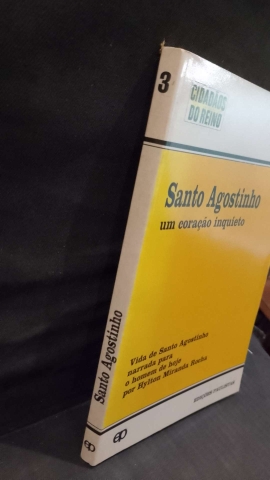 3
CIDADÃOS
DO REINO
Santo Agostinho
um coração inquieto
Vida de Santo Agostinho
narrada para
o homem de hoje
por Hylton Miranda Rocha
EDIÇÕES PAULINAS
Santo Agostinho